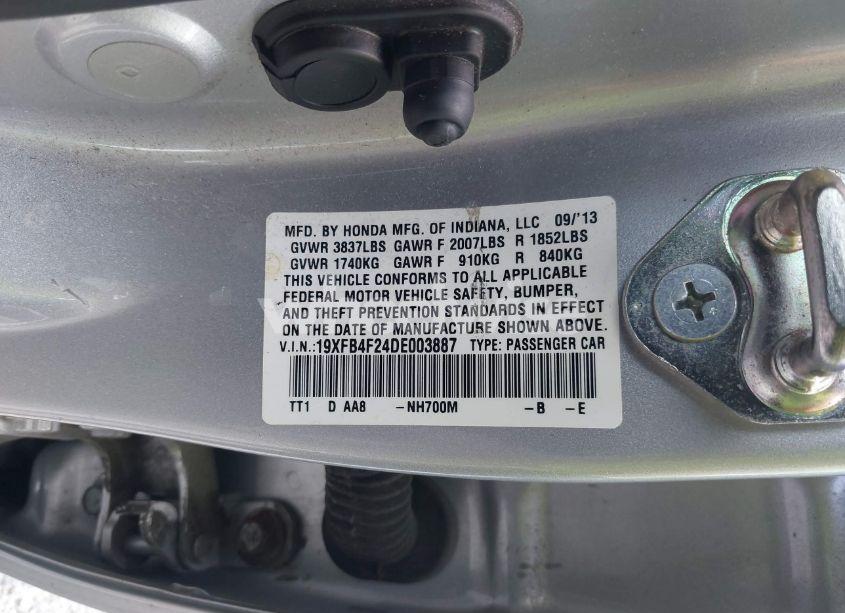 MFD. BY HONDA MFG. OF INDIANA, LLC 09/'13
GVWR 3837LBS GAWR F 2007LBS R 1852LBS
GVWR 1740KG GAWR F 910KG R 840KG
THIS VEHICLE CONFORMS TO ALL APPLICABLE
FEDERAL MOTOR VEHICLE SAFETY, BUMPER,
AND THEFT PREVENTION STANDARDS IN EFFECT
ON THE DATE OF MANUFACTURE SHOWN ABOVE.
V.I.N.:19XFB4F24DE003887 TYPE: PASSENGER CAR
TT1 D AA8 -NH700M -B -E